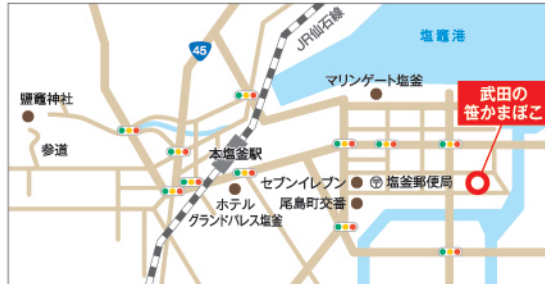 JR仙石線
塩竈港
45
マリンゲート塩釜
武田の
笹かまぼこ
鹽竈神社
参道
本塩釜駅
セブンイレブン
〶塩釜郵便局
ホテル
グランドパレス塩釜
尾島町交番